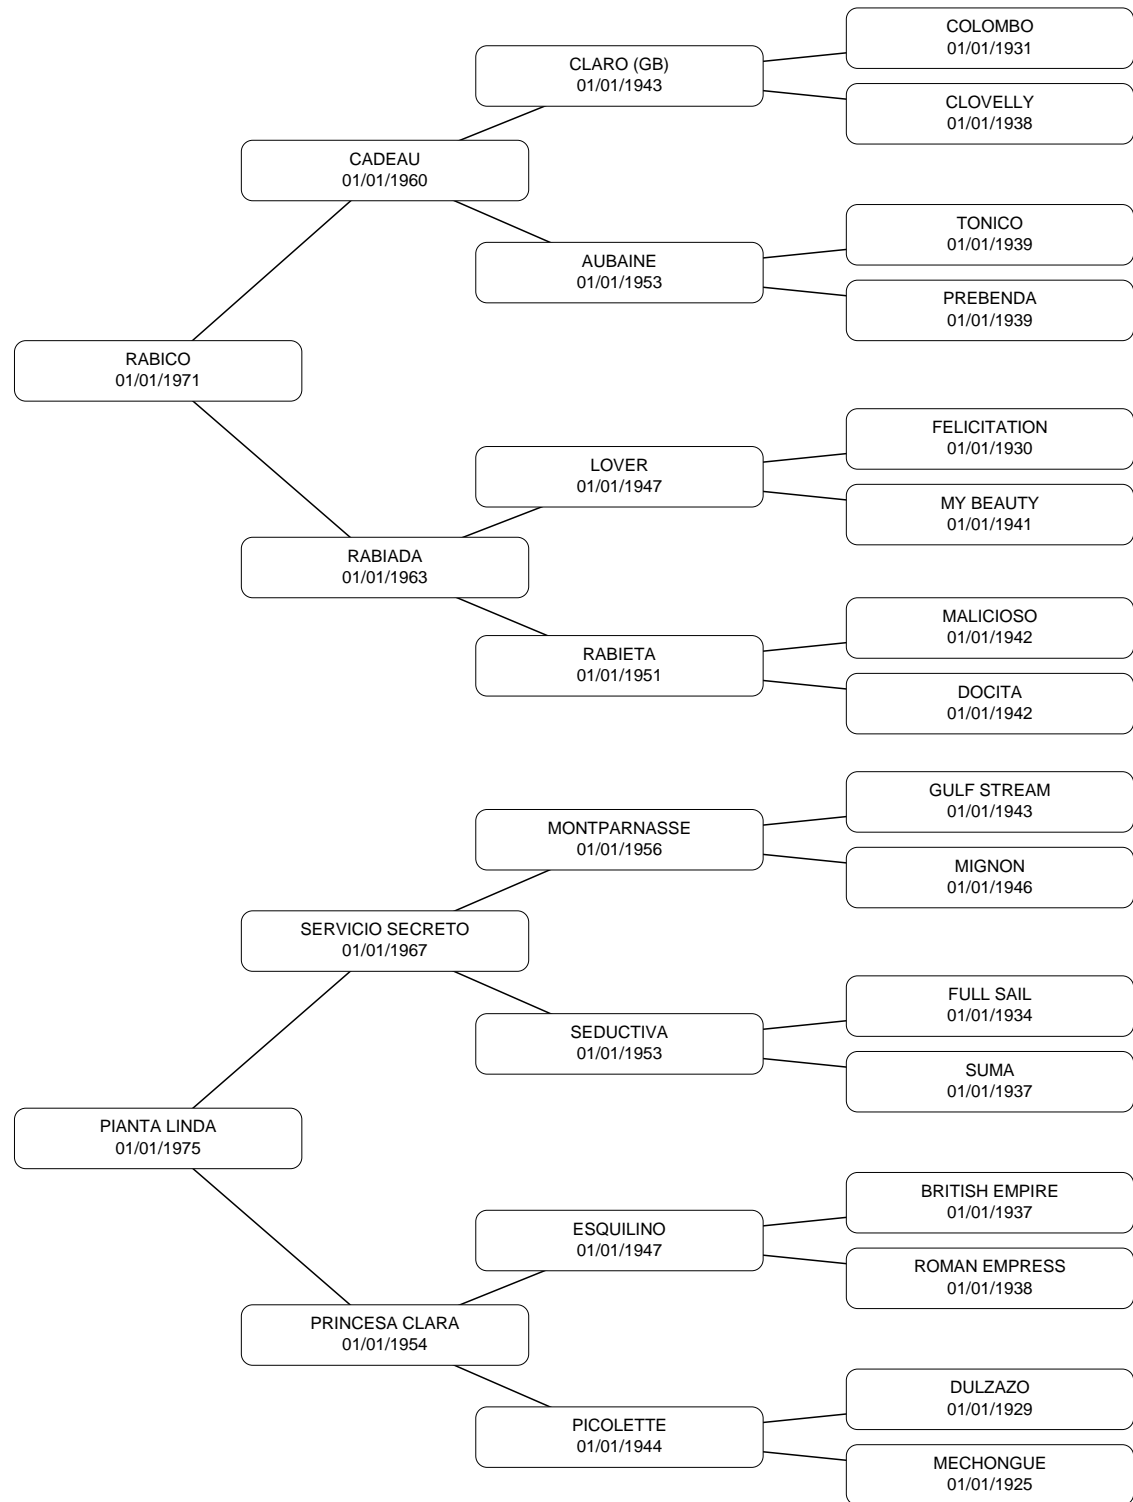 COLOMBO
01/01/1931
CLARO (GB)
01/01/1943
CLOVELLY
01/01/1938
CADEAU
01/01/1960
TONICO
01/01/1939
AUBAINE
01/01/1953
PREBENDA
01/01/1939
RABICO
01/01/1971
FELICITATION
01/01/1930
LOVER
01/01/1947
MY BEAUTY
01/01/1941
RABIADA
01/01/1963
MALICIOSO
01/01/1942
RABIETA
01/01/1951
DOCITA
01/01/1942
GULF STREAM
01/01/1943
MONTPARNASSE
01/01/1956
MIGNON
01/01/1946
SERVICIO SECRETO
01/01/1967
FULL SAIL
01/01/1934
SEDUCTIVA
01/01/1953
SUMA
01/01/1937
PIANTA LINDA
01/01/1975
BRITISH EMPIRE
01/01/1937
ESQUILINO
01/01/1947
ROMAN EMPRESS
01/01/1938
PRINCESA CLARA
01/01/1954
DULZAZO
01/01/1929
PICOLETTE
01/01/1944
MECHONGUE
01/01/1925